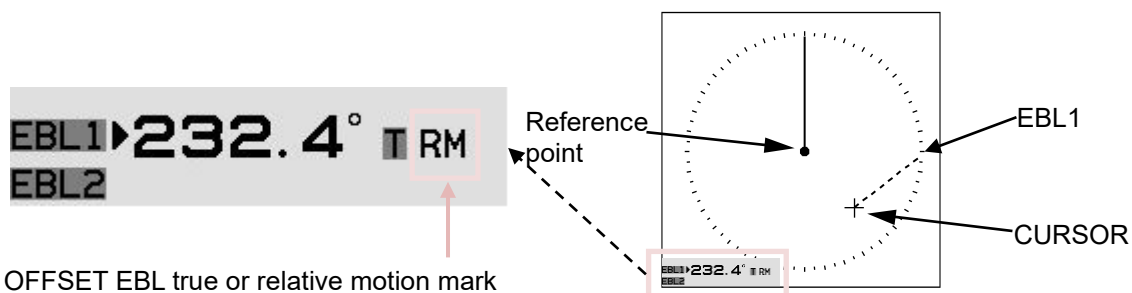 EBL1 232.4° T RM
EBL2
OFFSET EBL true or relative motion mark
Reference
point
EBL1
CURSOR
EBL1 232.4° T RM
EBL2